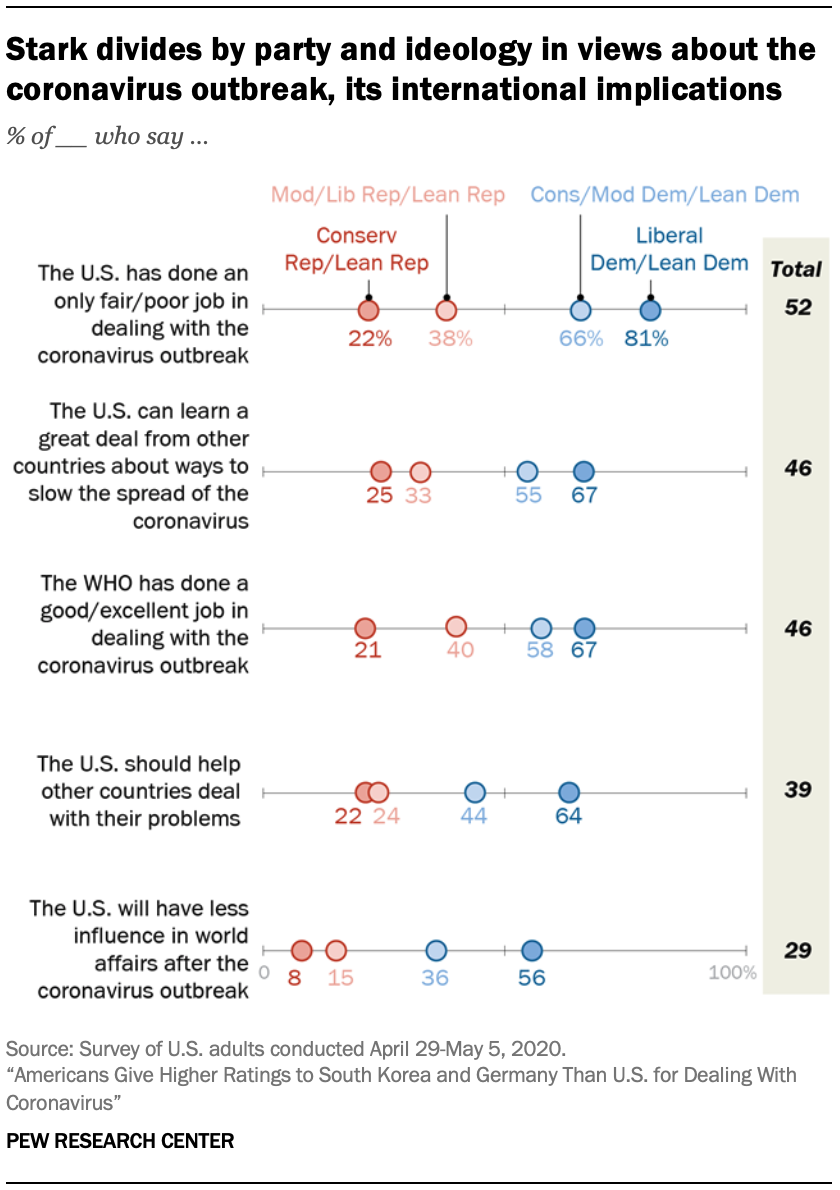 Stark divides by party and ideology in views about the
coronavirus outbreak, its international implications
% of __ who say ...
Mod/Lib Rep/Lean Rep
Cons/Mod Dem/Lean Dem
Conserv
Rep/Lean Rep
Liberal
Dem/Lean Dem
Total
The U.S. has done an
only fair/poor job in
dealing with the
coronavirus outbreak
22% 38% 66% 81% 52
The U.S. can learn a
great deal from other
countries about ways to
slow the spread of the
coronavirus
25 33 55 67 46
The WHO has done a
good/excellent job in
dealing with the
coronavirus outbreak
21 40 58 67 46
The U.S. should help
other countries deal
with their problems
22 24 44 64 39
The U.S. will have less
influence in world
affairs after the
coronavirus outbreak
0 8 15 36 56 100% 29
Source: Survey of U.S. adults conducted April 29-May 5, 2020.
“Americans Give Higher Ratings to South Korea and Germany Than U.S. for Dealing With
Coronavirus”
PEW RESEARCH CENTER